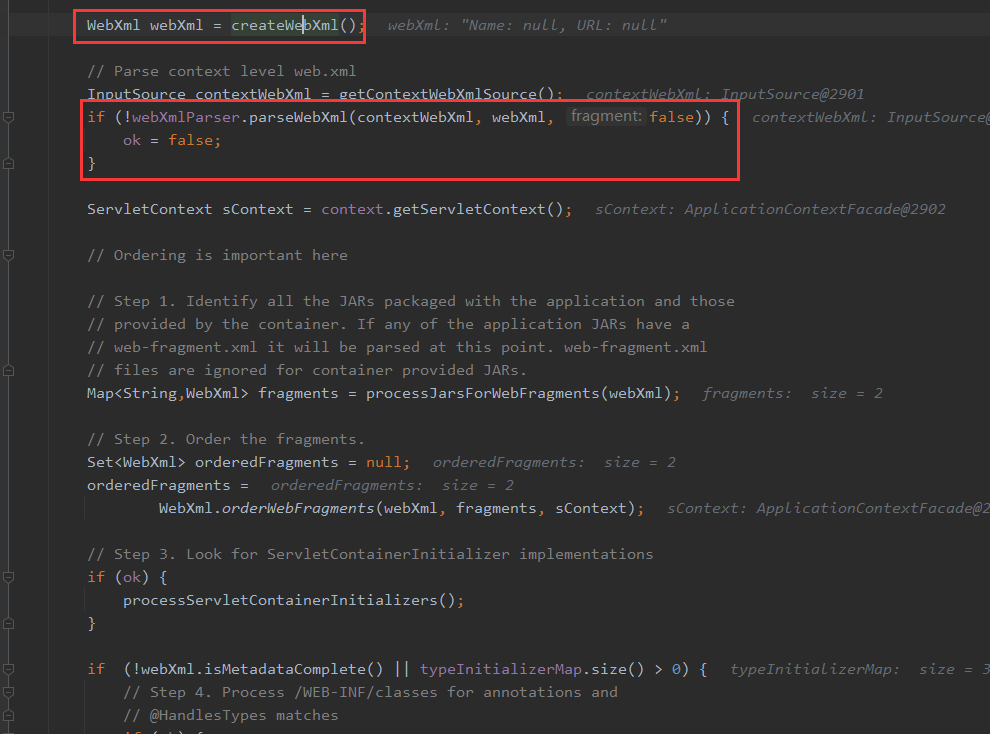 WebXml webXml = createWebXml();  webXml: "Name: null, URL: null"
// Parse context level web.xml
InputSource contextWebXml = getContextWebXmlSource();  contextWebXml: InputSource@2901
if (!webXmlParser.parseWebXml(contextWebXml, webXml, fragment: false)) {  contextWebXml: InputSource@
ok = false;
}
ServletContext sContext = context.getServletContext();  sContext: ApplicationContextFacade@2902
// Ordering is important here
// Step 1. Identify all the JARs packaged with the application and those
// provided by the container. If any of the application JARs have a
// web-fragment.xml it will be parsed at this point. web-fragment.xml
// files are ignored for container provided JARs.
Map<String,WebXml> fragments = processJarsForWebFragments(webXml);  fragments:  size = 2
// Step 2. Order the fragments.
Set<WebXml> orderedFragments = null;  orderedFragments:  size = 2
orderedFragments =  orderedFragments:  size = 2
WebXml.orderWebFragments(webXml, fragments, sContext);  sContext: ApplicationContextFacade@2
// Step 3. Look for ServletContainerInitializer implementations
if (ok) {
processServletContainerInitializers();
}
if  (!webXml.isMetadataComplete() || typeInitializerMap.size() > 0) {  typeInitializerMap:  size = 3
// Step 4. Process /WEB-INF/classes for annotations and
// @HandlesTypes matches